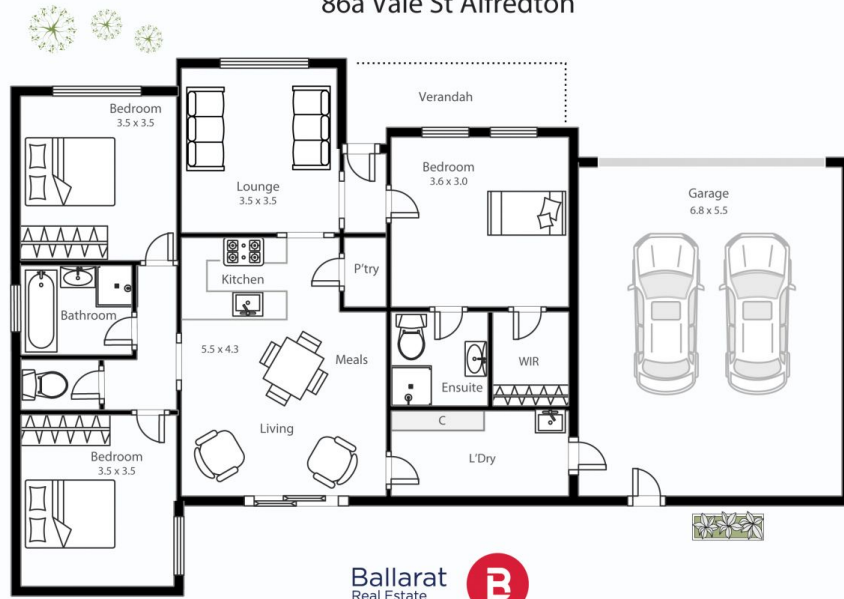 86a Vale St Alfredton
Bedroom
3.5 x 3.5
Verandah
Lounge
3.5 x 3.5
Bedroom
3.6 x 3.0
Garage
6.8 x 5.5
Kitchen
P'try
Bathroom
5.5 x 4.3
Meals
WIR
Ensuite
Living
C
L'Dry
Bedroom
3.5 x 3.5
Ballarat
Real Estate
B